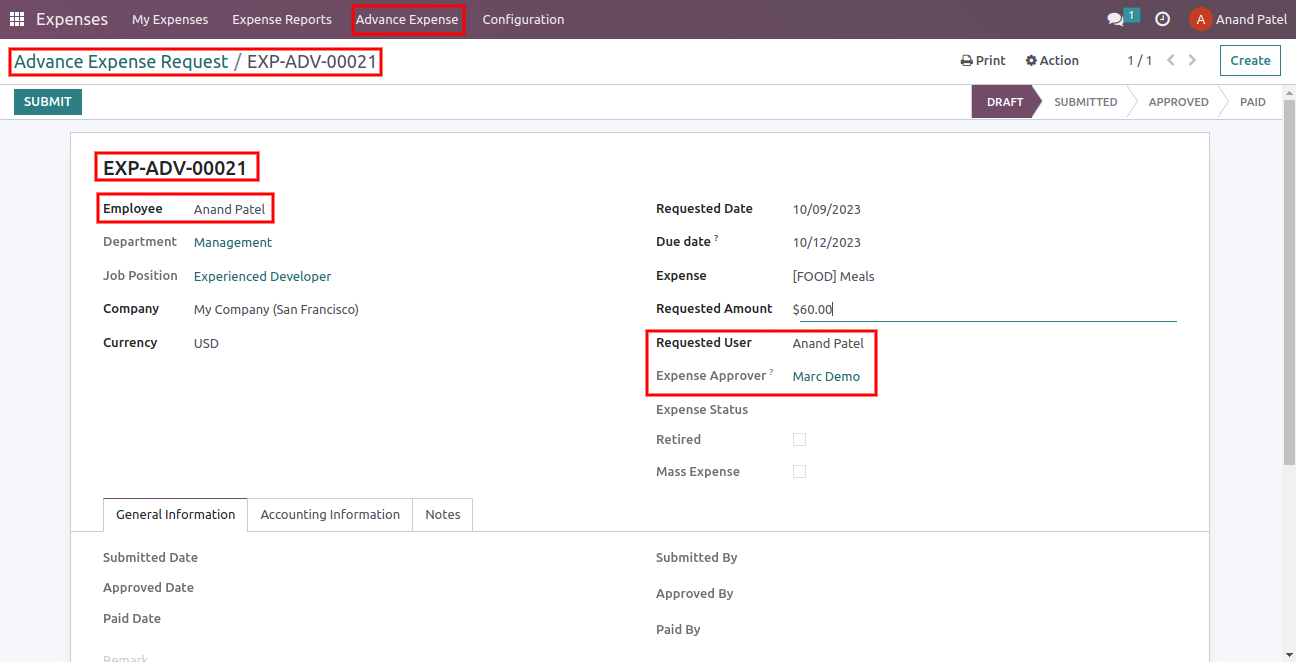 Expenses My Expenses Expense Reports Advance Expense Configuration 1 A Anand Patel
Advance Expense Request / EXP-ADV-00021 Print Action 1 / 1 Create
SUBMIT DRAFT SUBMITTED APPROVED PAID
EXP-ADV-00021
Employee Anand Patel
Department Management
Job Position Experienced Developer
Company My Company (San Francisco)
Currency USD
Requested Date 10/09/2023
Due date ? 10/12/2023
Expense [FOOD] Meals
Requested Amount $60.00
Requested User Anand Patel
Expense Approver ? Marc Demo
Expense Status
Retired
Mass Expense
General Information Accounting Information Notes
Submitted Date
Approved Date
Paid Date
Remark
Submitted By
Approved By
Paid By